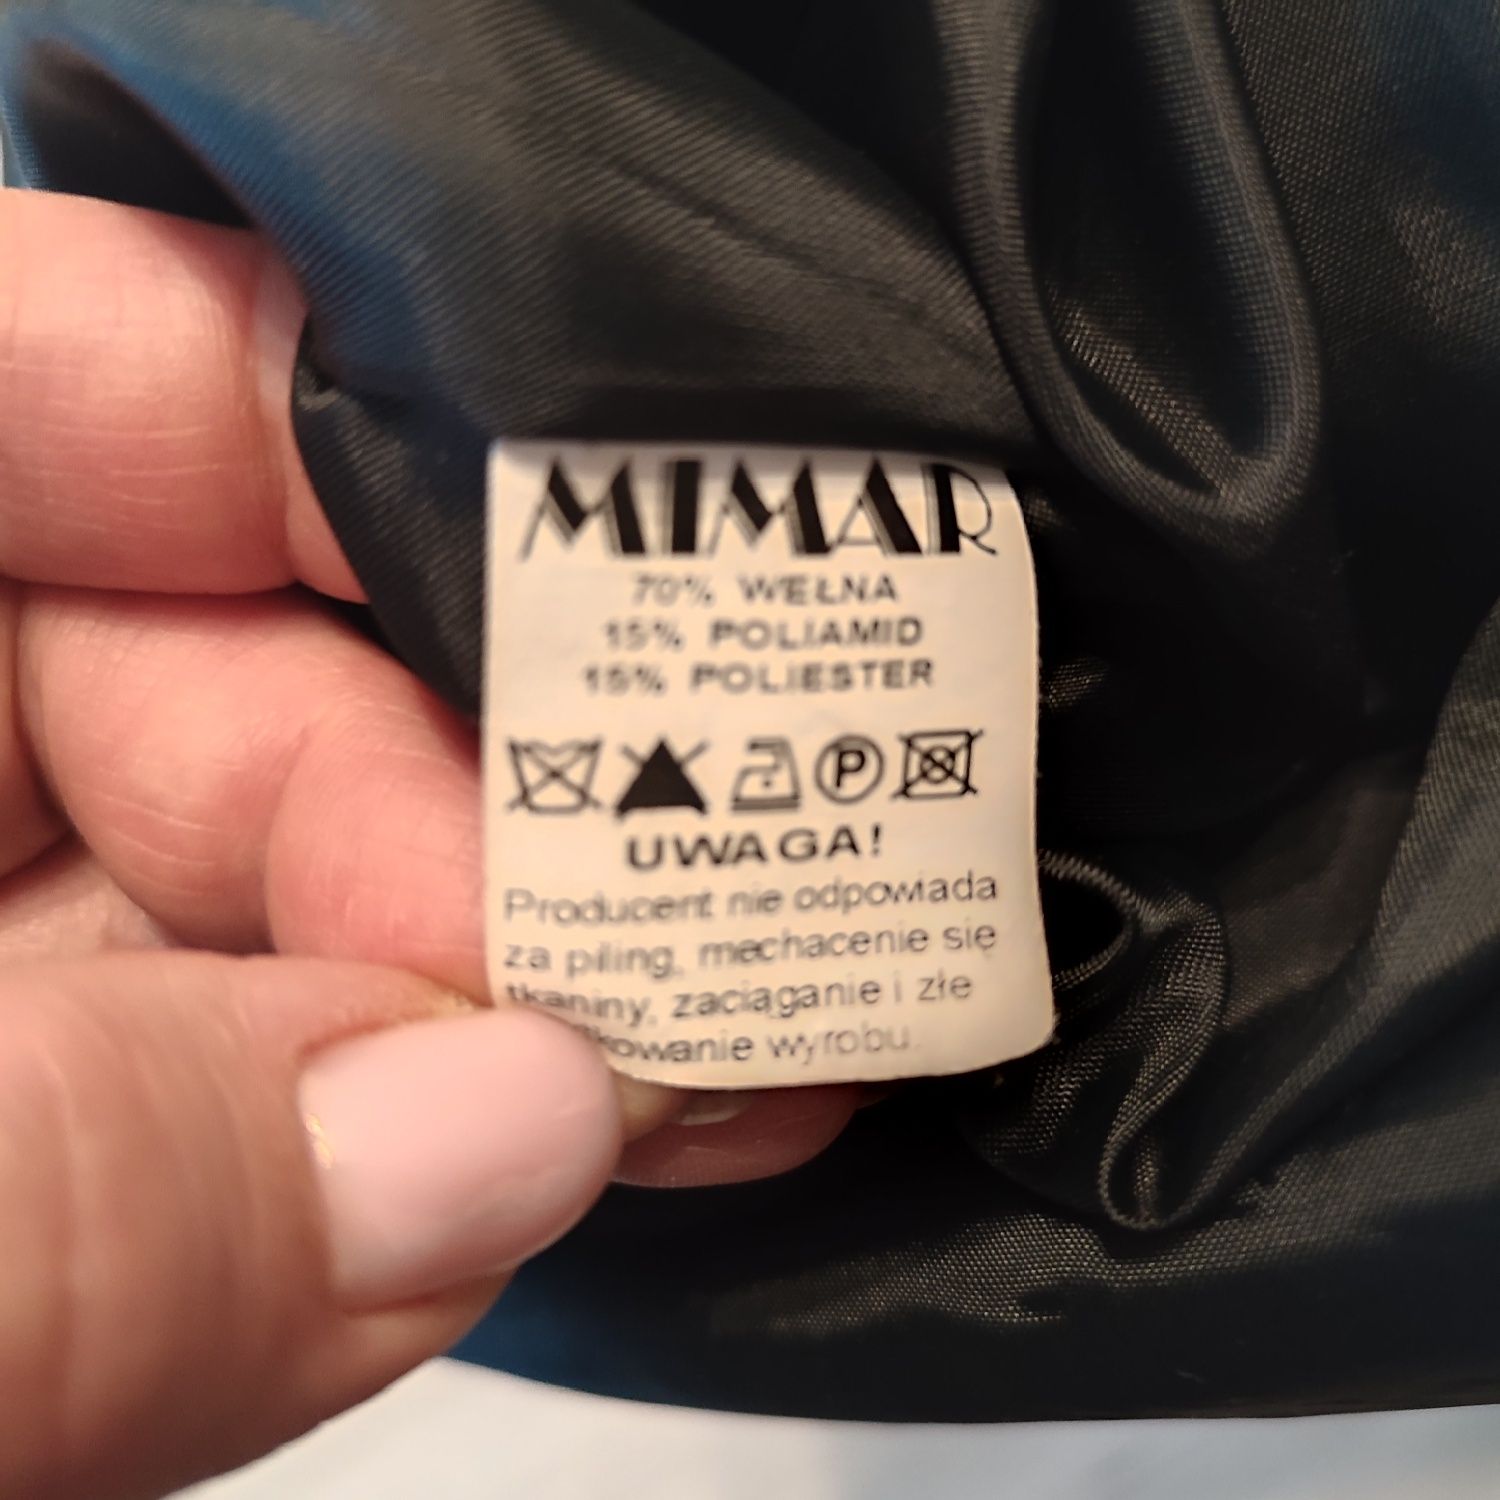 MIMAR
70% WEŁNA
15% POLIAMID
15% POLIESTER
P
UWAGA!
Producent nie odpowiada
za piling, mechacenie się
tkaniny, zaciąganie i złe
wyrobu.